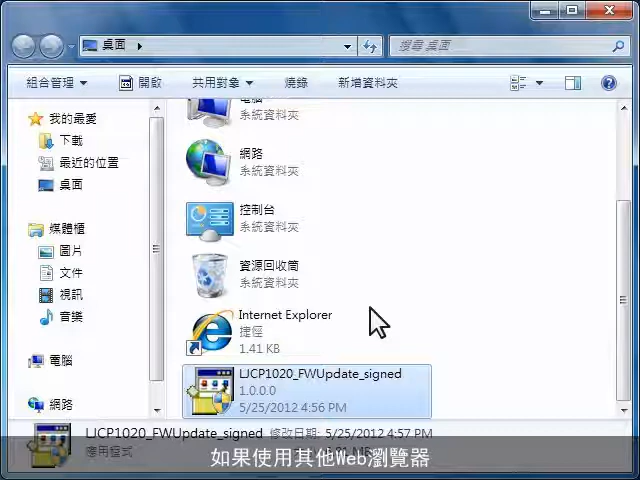 桌面
搜尋 桌面
組合管理 開啟 共用對象 燒錄 新增資料夾
我的最愛
下載
最近的位置
桌面
媒體櫃
圖片
文件
視訊
音樂
電腦
網路
電腦
系統資料夾
網路
系統資料夾
控制台
系統資料夾
資源回收筒
系統資料夾
Internet Explorer
捷徑
1.41 KB
LJCP1020_FWUpdate_signed
1.0.0.0
5/25/2012 4:56 PM
LJCP1020_FWUpdate_signed 修改日期: 5/25/2012 4:57 PM
應用程式
如果使用其他Web瀏覽器